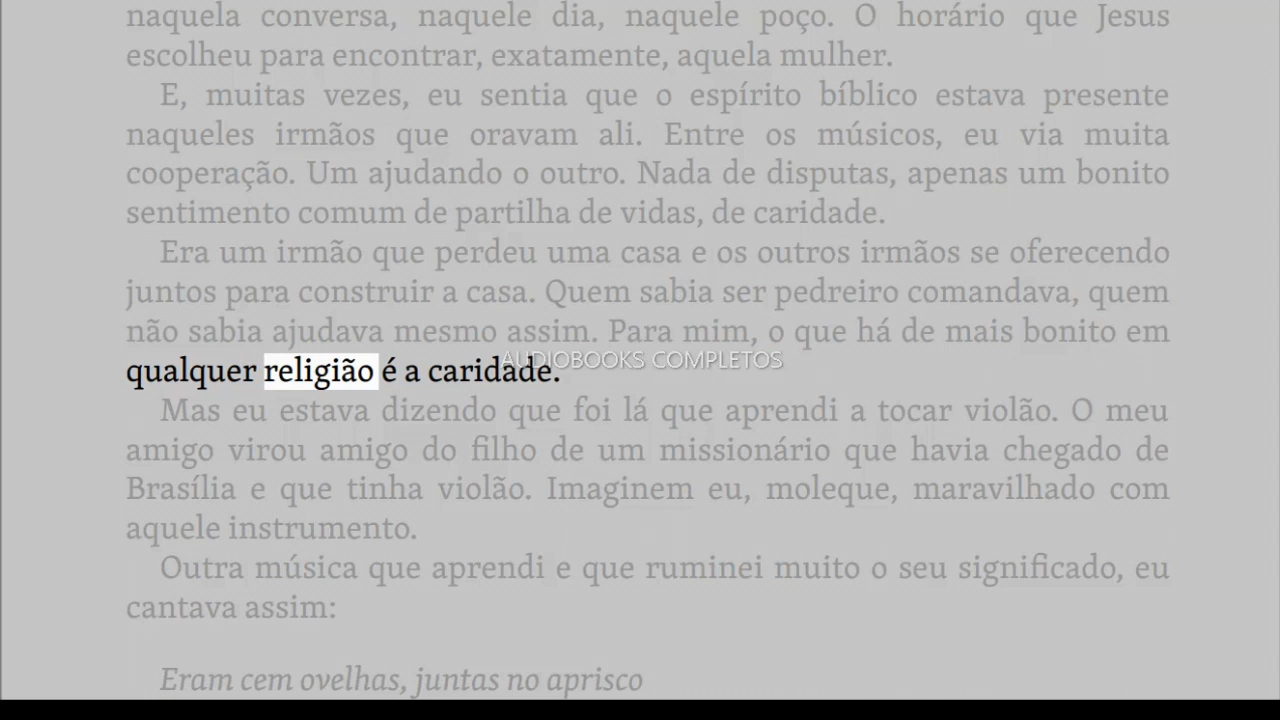 naquela conversa, naquele dia, naquele poço. O horário que Jesus
escolheu para encontrar, exatamente, aquela mulher.
E, muitas vezes, eu sentia que o espírito bíblico estava presente
naqueles irmãos que oravam ali. Entre os músicos, eu via muita
cooperação. Um ajudando o outro. Nada de disputas, apenas um bonito
sentimento comum de partilha de vidas, de caridade.
Era um irmão que perdeu uma casa e os outros irmãos se oferecendo
juntos para construir a casa. Quem sabia ser pedreiro comandava, quem
não sabia ajudava mesmo assim. Para mim, o que há de mais bonito em
AUDIOBOOKS COMPLETOS
qualquer religião é a caridade.
Mas eu estava dizendo que foi lá que aprendi a tocar violão. O meu
amigo virou amigo do filho de um missionário que havia chegado de
Brasília e que tinha violão. Imaginem eu, moleque, maravilhado com
aquele instrumento.
Outra música que aprendi e que ruminei muito o seu significado, eu
cantava assim:
Eram cem ovelhas, juntas no aprisco